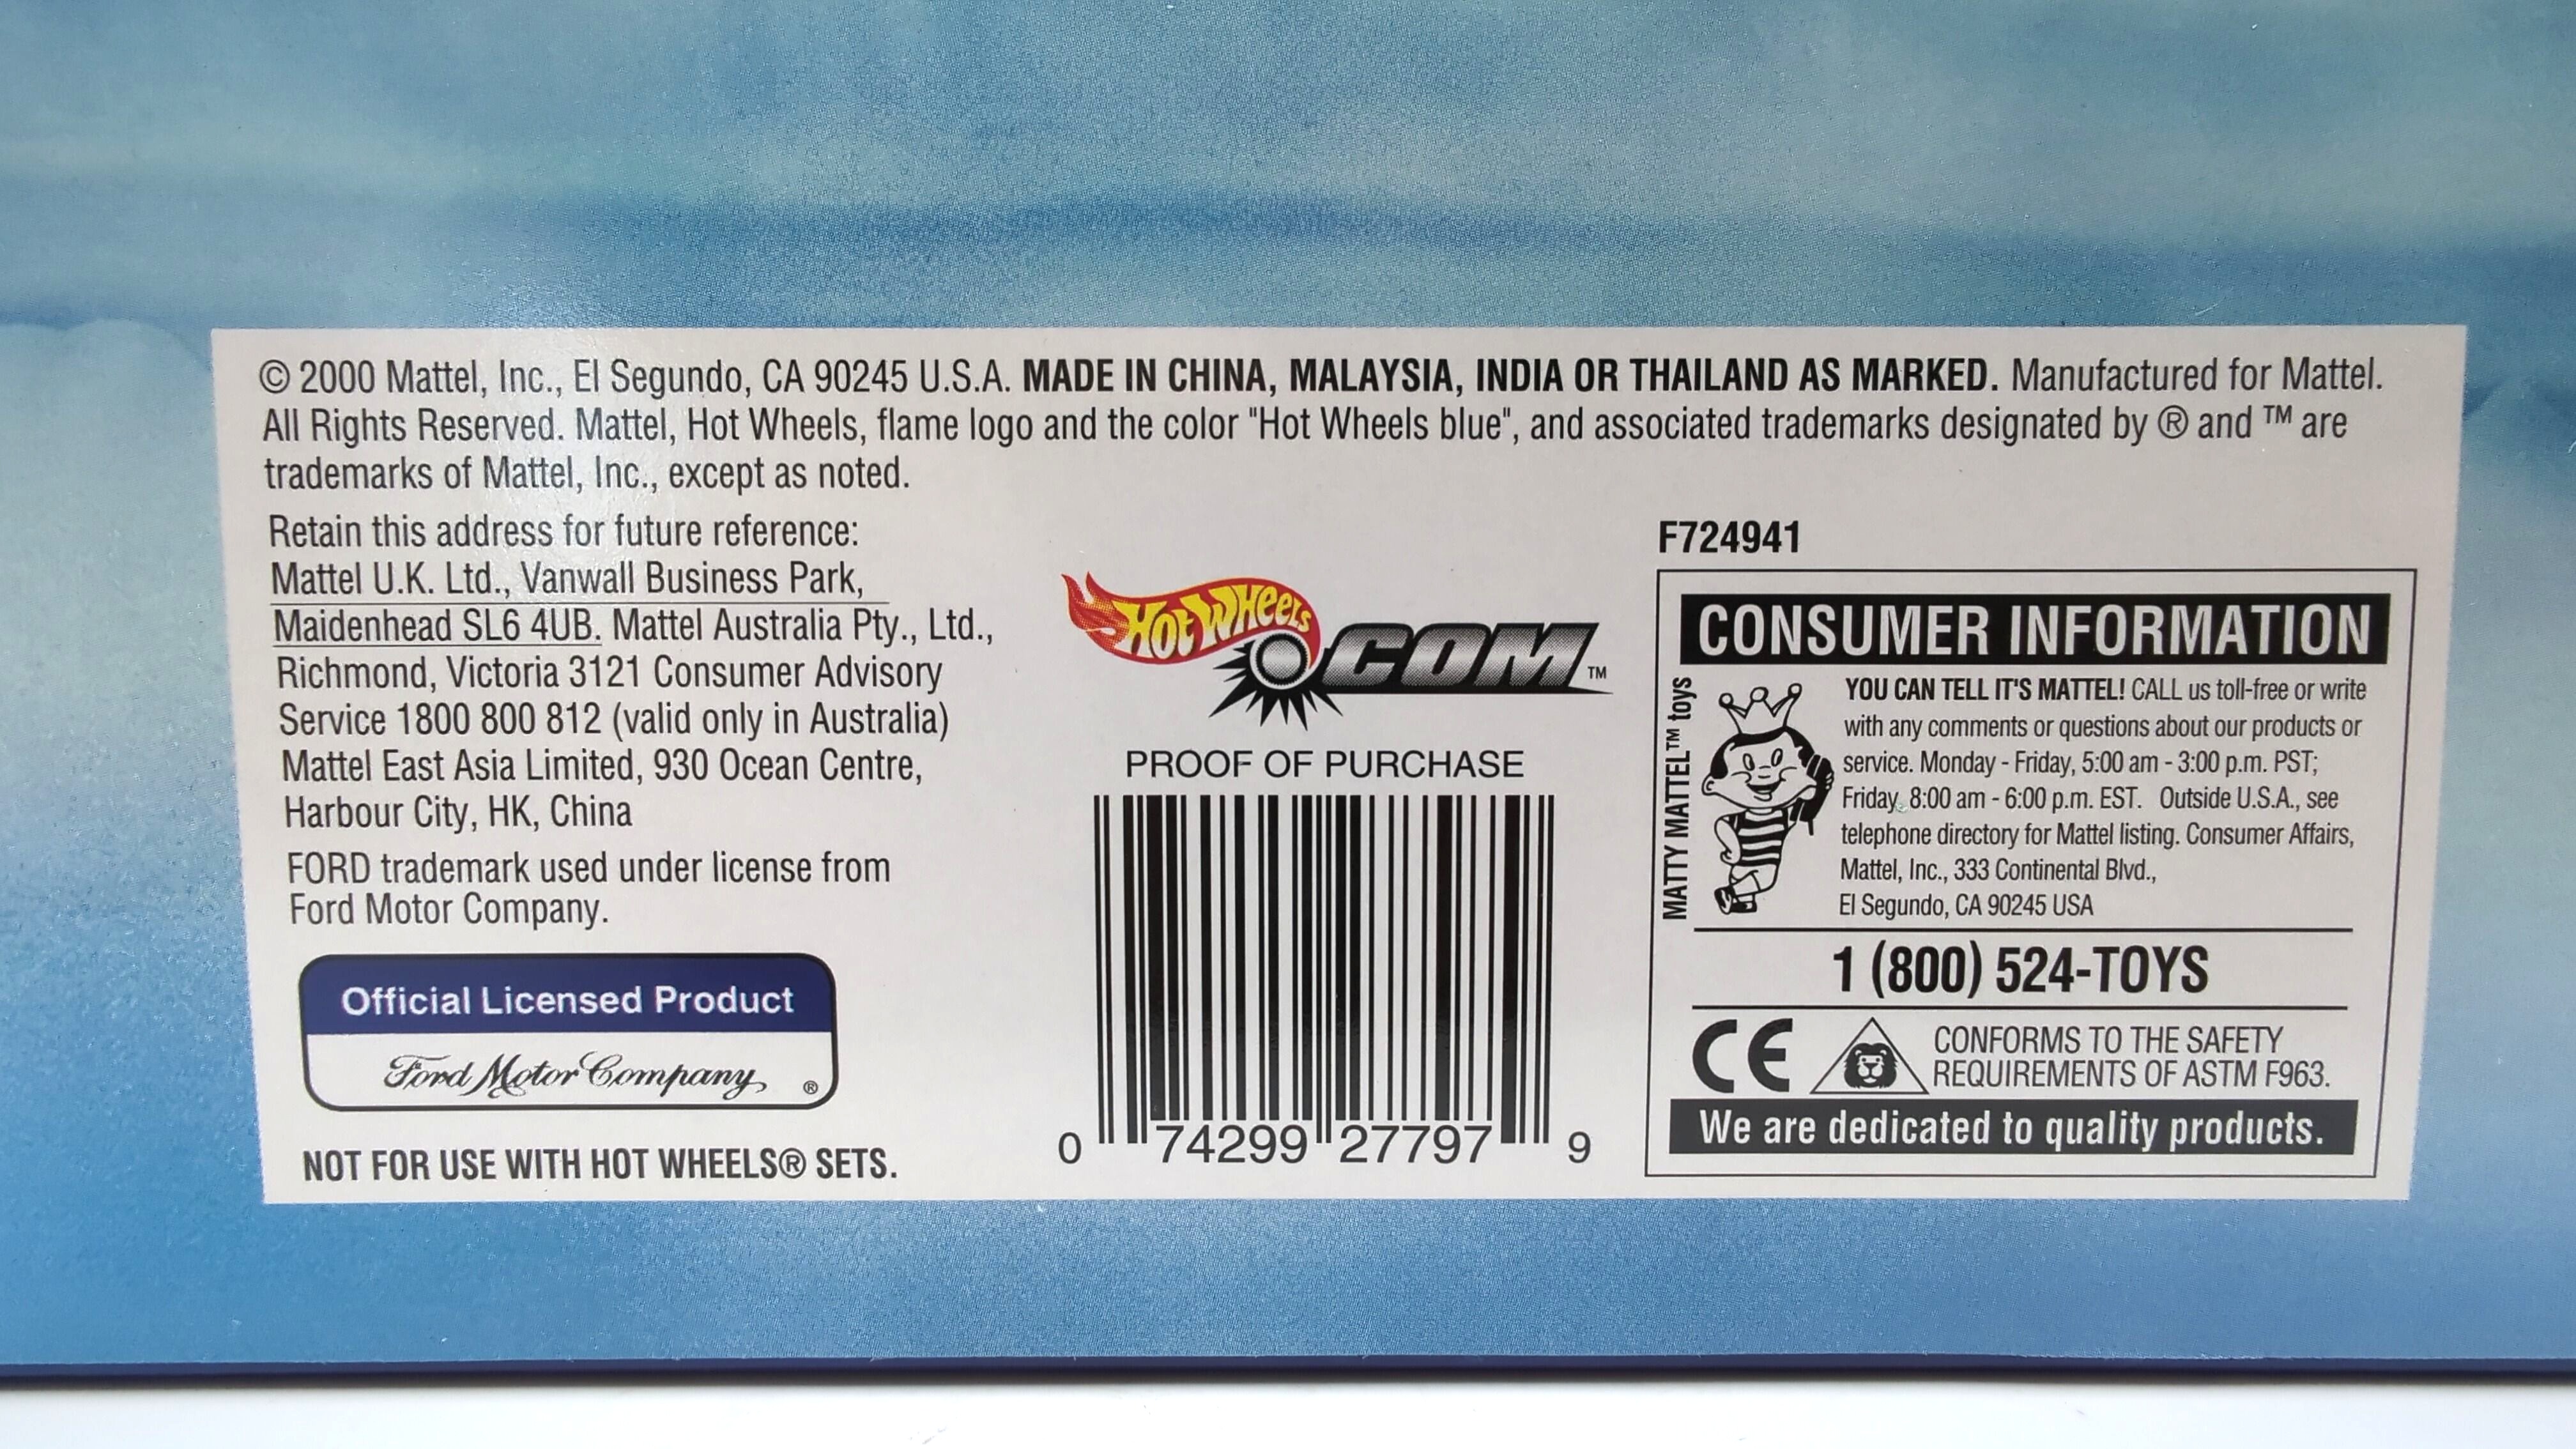 © 2000 Mattel, Inc., El Segundo, CA 90245 U.S.A. MADE IN CHINA, MALAYSIA, INDIA OR THAILAND AS MARKED. Manufactured for Mattel.
All Rights Reserved. Mattel, Hot Wheels, flame logo and the color "Hot Wheels blue", and associated trademarks designated by ® and ™ are
trademarks of Mattel, Inc., except as noted.
Retain this address for future reference:
Mattel U.K. Ltd., Vanwall Business Park,
Maidenhead SL6 4UB. Mattel Australia Pty., Ltd.,
Richmond, Victoria 3121 Consumer Advisory
Service 1800 800 812 (valid only in Australia)
Mattel East Asia Limited, 930 Ocean Centre,
Harbour City, HK, China
FORD trademark used under license from
Ford Motor Company.
Official Licensed Product
Ford Motor Company ®
NOT FOR USE WITH HOT WHEELS® SETS.
Hot Wheels .COM ™
PROOF OF PURCHASE
0 74299 27797 9
F724941
CONSUMER INFORMATION
MATTY MATTEL™ toys
YOU CAN TELL IT'S MATTEL! CALL us toll-free or write
with any comments or questions about our products or
service. Monday - Friday, 5:00 am - 3:00 p.m. PST;
Friday, 8:00 am - 6:00 p.m. EST. Outside U.S.A., see
telephone directory for Mattel listing. Consumer Affairs,
Mattel, Inc., 333 Continental Blvd.,
El Segundo, CA 90245 USA
1 (800) 524-TOYS
CE
CONFORMS TO THE SAFETY
REQUIREMENTS OF ASTM F963.
We are dedicated to quality products.